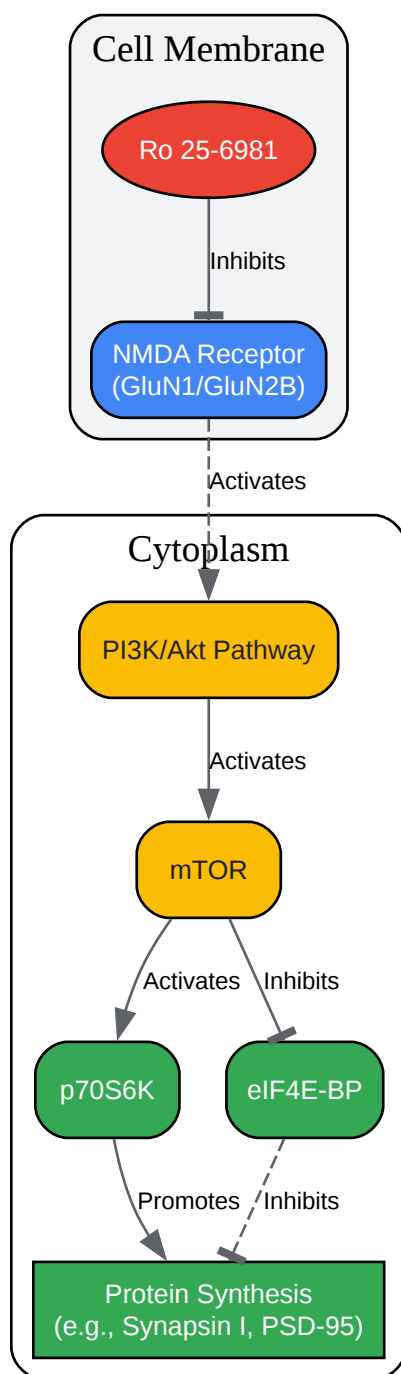 Cell Membrane
Ro 25-6981
Inhibits
NMDA Receptor
(GluN1/GluN2B)
Activates
Cytoplasm
PI3K/Akt Pathway
Activates
mTOR
Activates
Inhibits
p70S6K
eIF4E-BP
Promotes
Inhibits
Protein Synthesis
(e.g., Synapsin I, PSD-95)